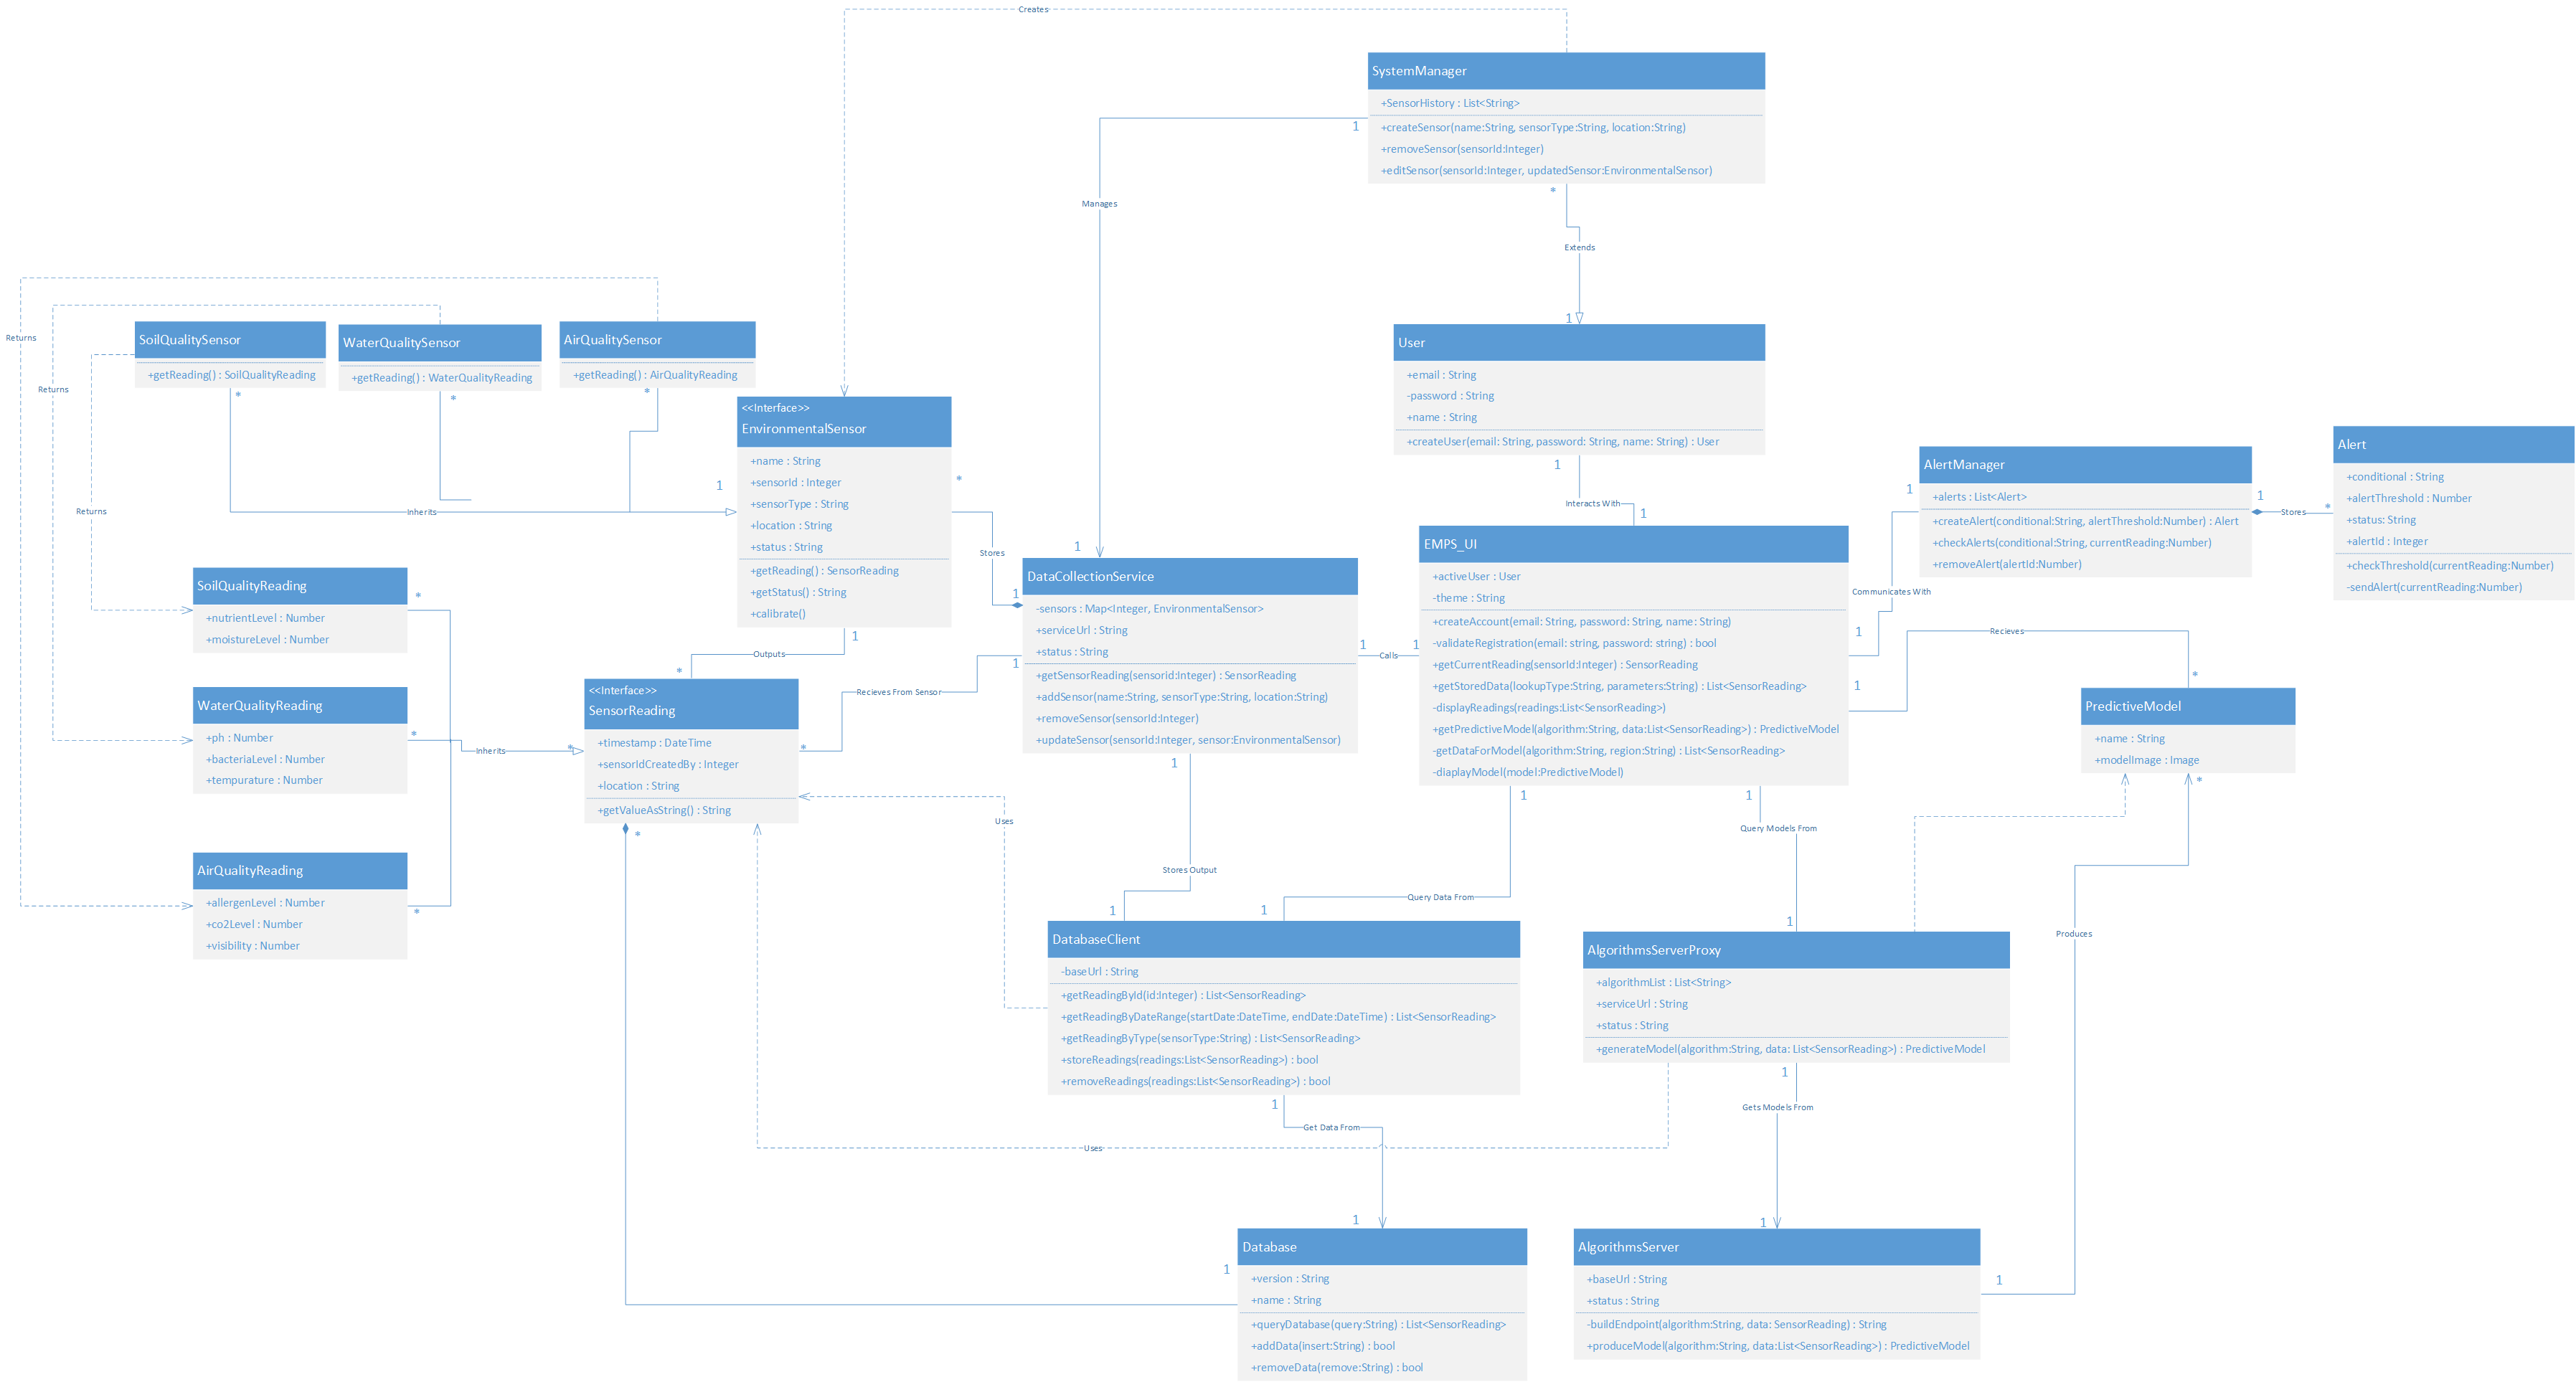 Creates
SystemManager
+SensorHistory : List<String>
+createSensor(name:String, sensorType:String, location:String)
+removeSensor(sensorId:Integer)
+editSensor(sensorId:Integer, updatedSensor:EnvironmentalSensor)
1
*
Manages
Extends
1
Returns
Returns
Returns
SoilQualitySensor
+getReading() : SoilQualityReading
*
WaterQualitySensor
+getReading() : WaterQualityReading
*
AirQualitySensor
+getReading() : AirQualityReading
*
Inherits
1
<<Interface>>
EnvironmentalSensor
+name : String
+sensorId : Integer
+sensorType : String
+location : String
+status : String
+getReading() : SensorReading
+getStatus() : String
+calibrate()
*
Stores
1
1
Outputs
*
User
+email : String
-password : String
+name : String
+createUser(email: String, password: String, name: String) : User
1
Interacts With
1
AlertManager
+alerts : List<Alert>
+createAlert(conditional:String, alertThreshold:Number) : Alert
+checkAlerts(conditional:String, currentReading:Number)
+removeAlert(alertId:Number)
1
1
Stores
*
Alert
+conditional : String
+alertThreshold : Number
+status: String
+alertId : Integer
+checkThreshold(currentReading:Number)
-sendAlert(currentReading:Number)
Communicates With
1
1
DataCollectionService
-sensors : Map<Integer, EnvironmentalSensor>
+serviceUrl : String
+status : String
+getSensorReading(sensorid:Integer) : SensorReading
+addSensor(name:String, sensorType:String, location:String)
+removeSensor(sensorId:Integer)
+updateSensor(sensorId:Integer, sensor:EnvironmentalSensor)
1
Calls
1
EMPS_UI
+activeUser : User
-theme : String
+createAccount(email: String, password: String, name: String)
-validateRegistration(email: string, password: string) : bool
+getCurrentReading(sensorId:Integer) : SensorReading
+getStoredData(lookupType:String, parameters:String) : List<SensorReading>
-displayReadings(readings:List<SensorReading>)
+getPredictiveModel(algorithm:String, data:List<SensorReading>) : PredictiveModel
-getDataForModel(algorithm:String, region:String) : List<SensorReading>
-diaplayModel(model:PredictiveModel)
1
Recieves
*
PredictiveModel
+name : String
+modelImage : Image
*
SoilQualityReading
+nutrientLevel : Number
+moistureLevel : Number
*
WaterQualityReading
+ph : Number
+bacteriaLevel : Number
+tempurature : Number
*
AirQualityReading
+allergenLevel : Number
+co2Level : Number
+visibility : Number
*
Inherits
*
<<Interface>>
SensorReading
+timestamp : DateTime
+sensorIdCreatedBy : Integer
+location : String
+getValueAsString() : String
*
*
Recieves From Sensor
1
Uses
1
Stores Output
1
1
Query Data From
1
1
Query Models From
1
DatabaseClient
-baseUrl : String
+getReadingById(id:Integer) : List<SensorReading>
+getReadingByDateRange(startDate:DateTime, endDate:DateTime) : List<SensorReading>
+getReadingByType(sensorType:String) : List<SensorReading>
+storeReadings(readings:List<SensorReading>) : bool
+removeReadings(readings:List<SensorReading>) : bool
AlgorithmsServerProxy
+algorithmList : List<String>
+serviceUrl : String
+status : String
+generateModel(algorithm:String, data: List<SensorReading>) : PredictiveModel
Produces
1
Get Data From
1
Uses
1
Gets Models From
1
1
Database
+version : String
+name : String
+queryDatabase(query:String) : List<SensorReading>
+addData(insert:String) : bool
+removeData(remove:String) : bool
AlgorithmsServer
+baseUrl : String
+status : String
-buildEndpoint(algorithm:String, data: SensorReading) : String
+produceModel(algorithm:String, data:List<SensorReading>) : PredictiveModel
1